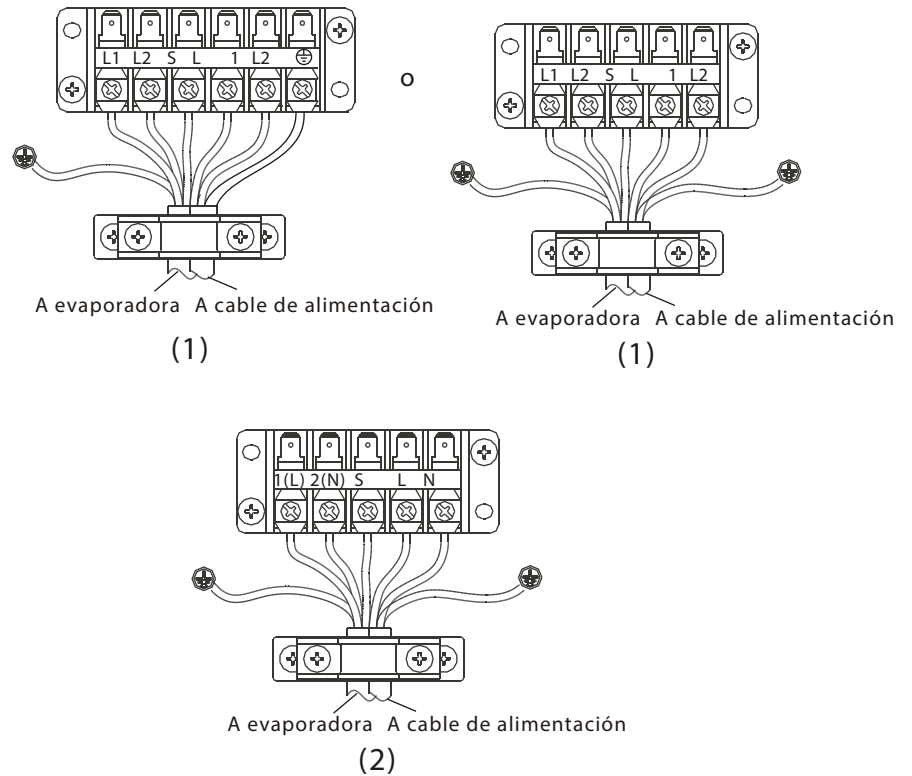 L1 L2 S L 1 L2
o
L1 L2 S L 1 L2
A evaporadora A cable de alimentación
(1)
A evaporadora A cable de alimentación
(1)
1(L) 2(N) S L N
A evaporadora A cable de alimentación
(2)